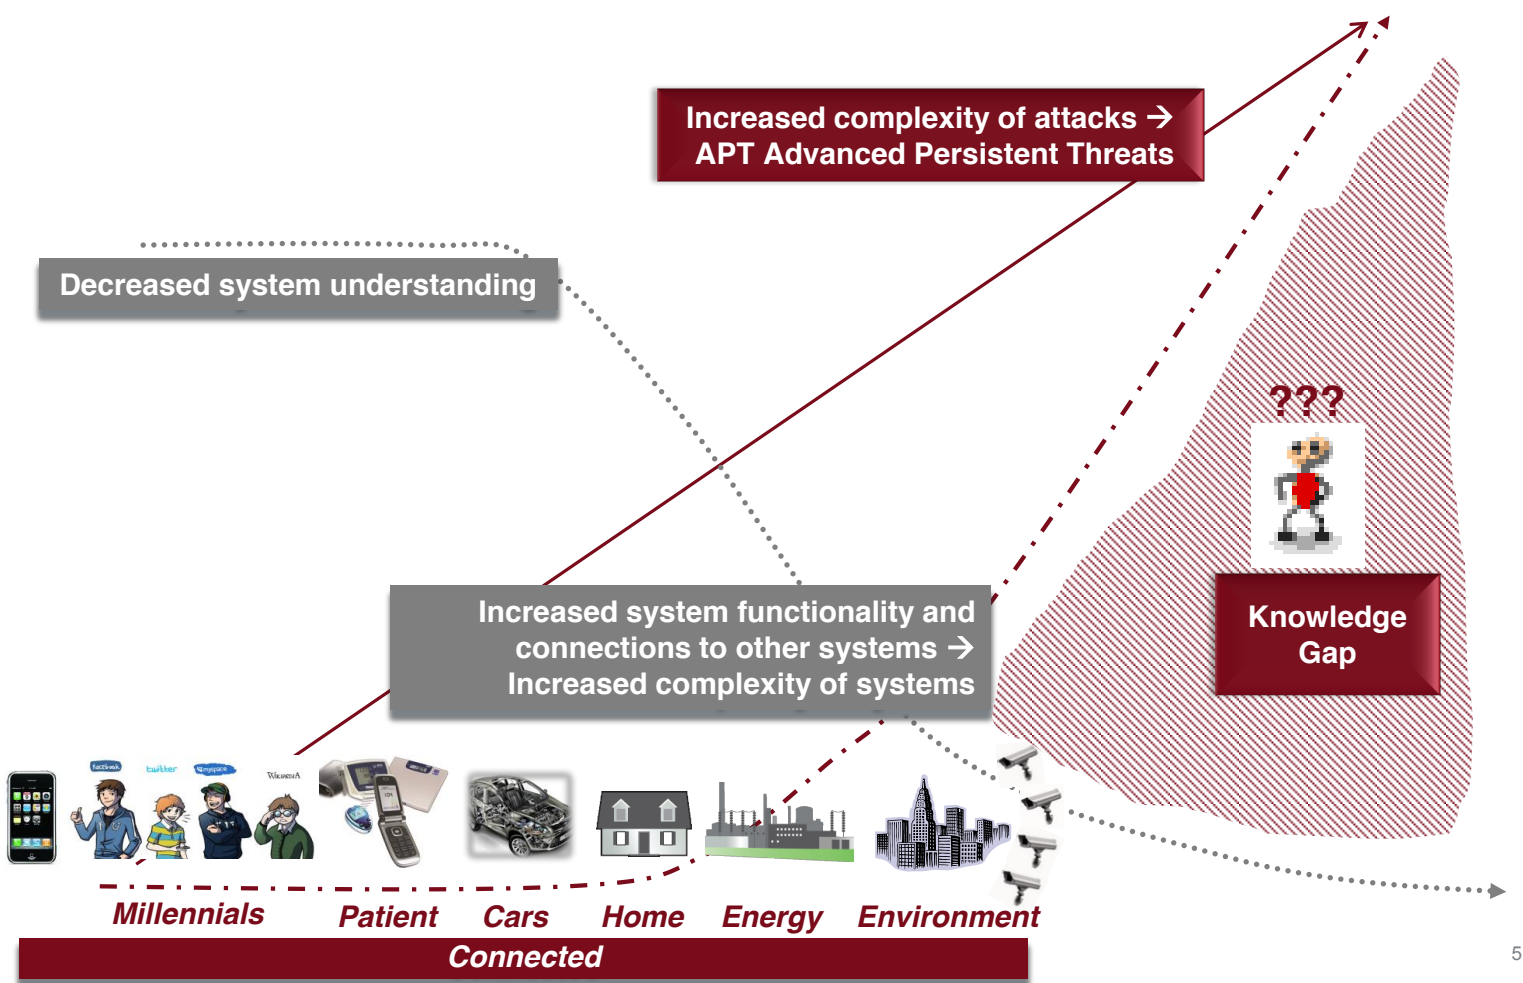 Increased complexity of attacks →
APT Advanced Persistent Threats
Decreased system understanding
???
Increased system functionality and
connections to other systems →
Increased complexity of systems
Knowledge
Gap
facebook
twitter
myspace
WIKIPEDIA
Millennials
Patient
Cars
Home
Energy
Environment
Connected
5